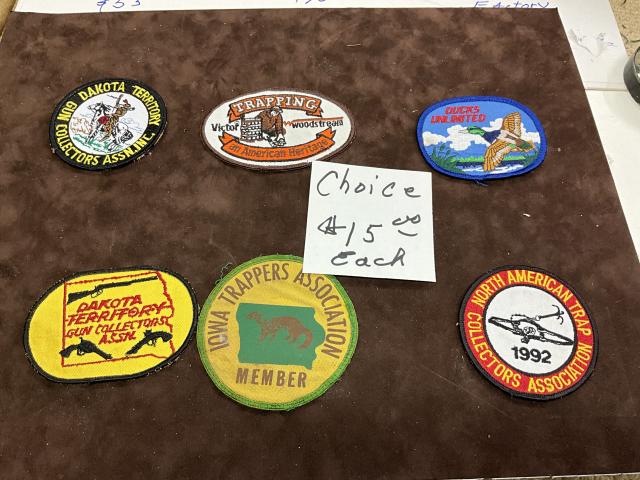 Factory
DAKOTA TERRITORY
GUN COLLECTORS ASSN. INC.
TRAPPING
Victor Woodstream
an American Heritage
DUCKS
UNLIMITED
Choice
$15.00
Each
DAKOTA
TERRITORY
GUN COLLECTORS
ASSN.
IOWA TRAPPERS ASSOCIATION
MEMBER
NORTH AMERICAN TRAP
COLLECTORS ASSOCIATION
1992